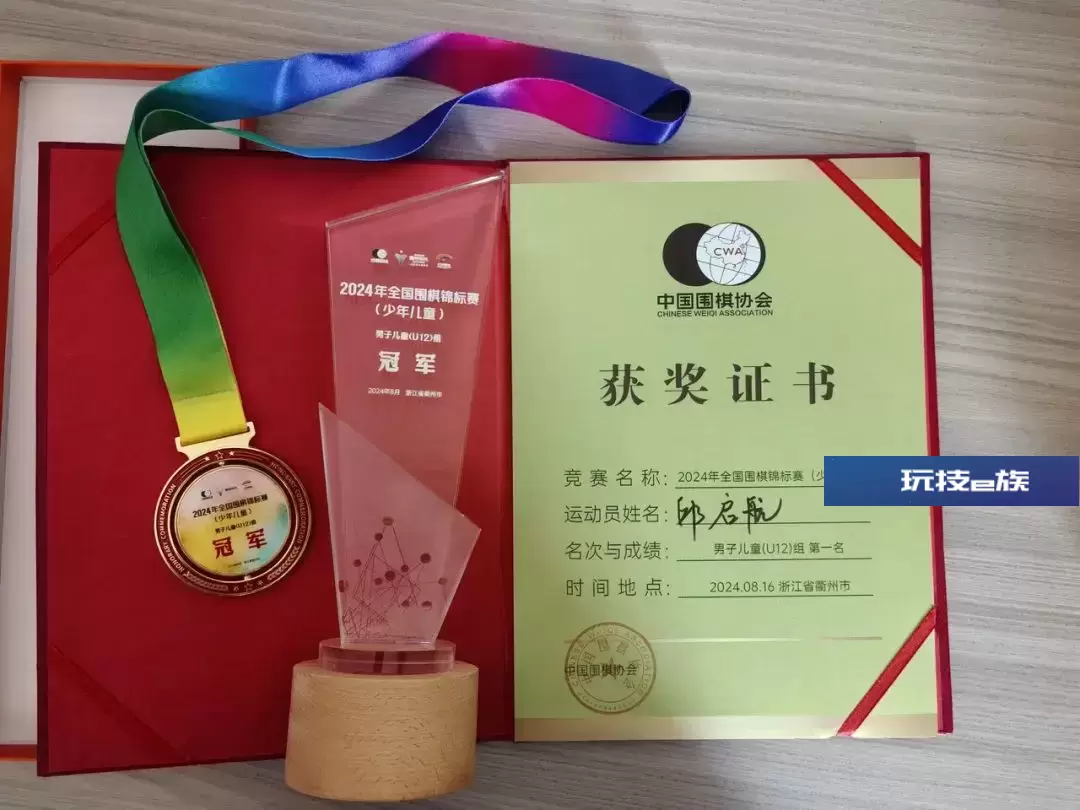 2024年全国围棋锦标赛
(少年儿童)
男子儿童(U12)组
冠军
2024年8月 浙江省衢州市
HONORARY COMMEMORATION
HONORARY COMMEMORATION
2024年全国围棋锦标赛
(少年儿童)
男子儿童(U12)组
冠军
CWA
中国围棋协会
CHINESE WEIQI ASSOCIATION
获奖证书
竞赛名称: 2024年全国围棋锦标赛(少
运动员姓名: 邱启航
名次与成绩: 男子儿童(U12)组 第一名
时间地点: 2024.08.16 浙江省衢州市
中国围棋协会
玩技e族